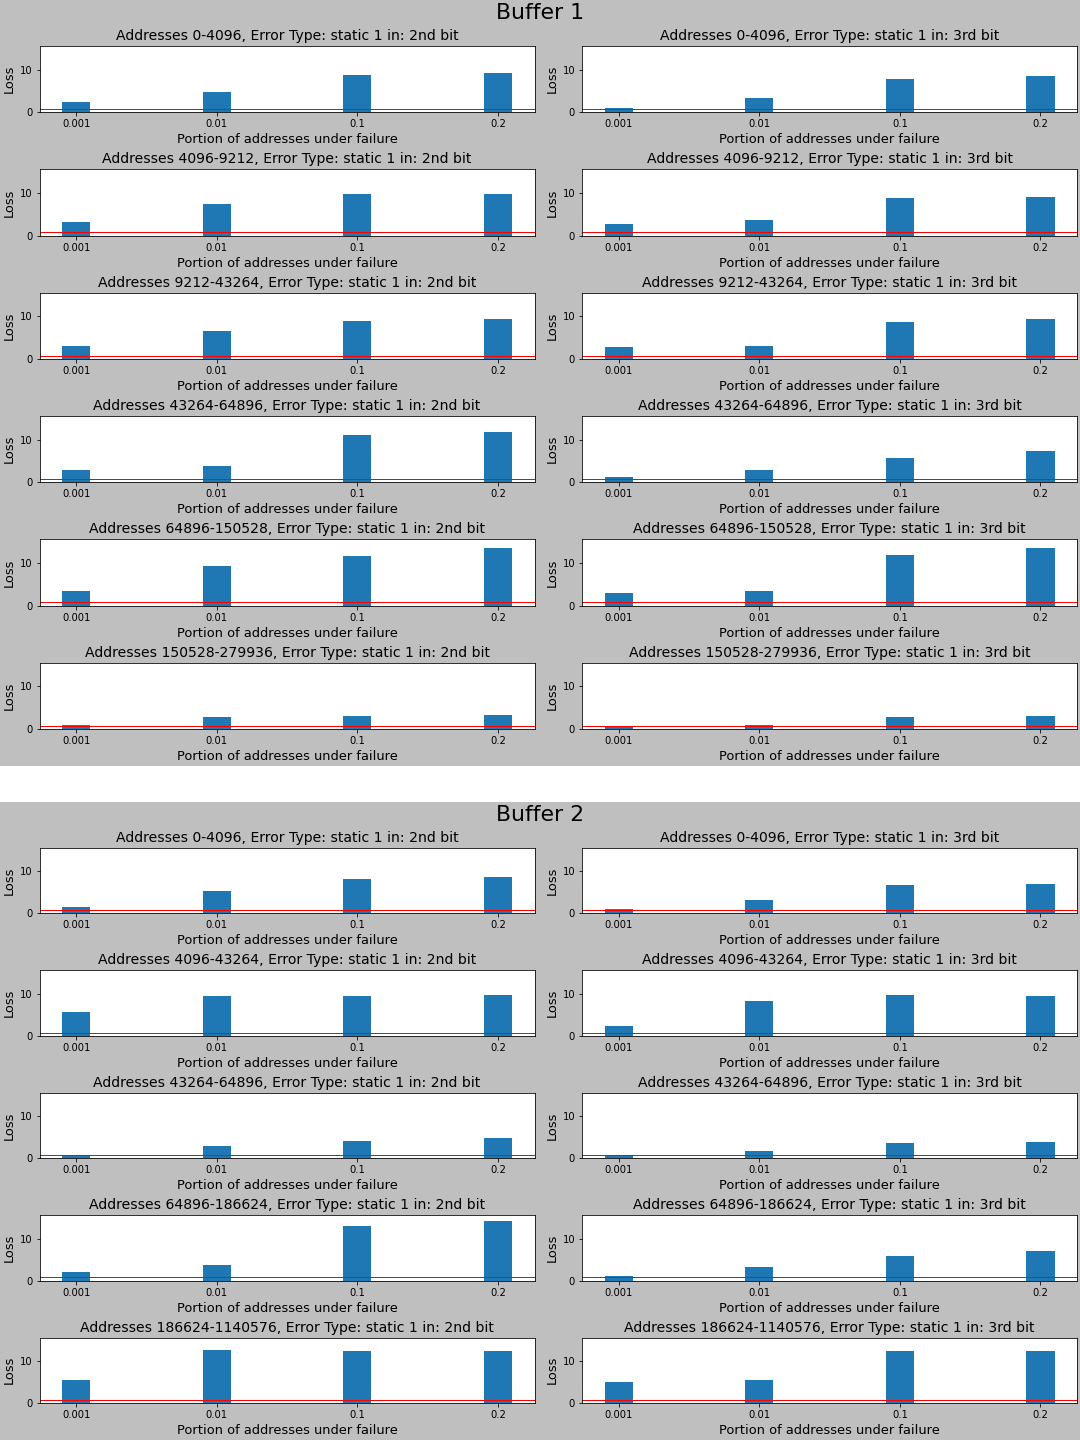 Buffer 1
Addresses 0-4096, Error Type: static 1 in: 2nd bit
Loss
10
0
0.001 0.01 0.1 0.2
Portion of addresses under failure
Addresses 0-4096, Error Type: static 1 in: 3rd bit
Loss
10
0
0.001 0.01 0.1 0.2
Portion of addresses under failure
Addresses 4096-9212, Error Type: static 1 in: 2nd bit
Loss
10
0
0.001 0.01 0.1 0.2
Portion of addresses under failure
Addresses 4096-9212, Error Type: static 1 in: 3rd bit
Loss
10
0
0.001 0.01 0.1 0.2
Portion of addresses under failure
Addresses 9212-43264, Error Type: static 1 in: 2nd bit
Loss
10
0
0.001 0.01 0.1 0.2
Portion of addresses under failure
Addresses 9212-43264, Error Type: static 1 in: 3rd bit
Loss
10
0
0.001 0.01 0.1 0.2
Portion of addresses under failure
Addresses 43264-64896, Error Type: static 1 in: 2nd bit
Loss
10
0
0.001 0.01 0.1 0.2
Portion of addresses under failure
Addresses 43264-64896, Error Type: static 1 in: 3rd bit
Loss
10
0
0.001 0.01 0.1 0.2
Portion of addresses under failure
Addresses 64896-150528, Error Type: static 1 in: 2nd bit
Loss
10
0
0.001 0.01 0.1 0.2
Portion of addresses under failure
Addresses 64896-150528, Error Type: static 1 in: 3rd bit
Loss
10
0
0.001 0.01 0.1 0.2
Portion of addresses under failure
Addresses 150528-279936, Error Type: static 1 in: 2nd bit
Loss
10
0
0.001 0.01 0.1 0.2
Portion of addresses under failure
Addresses 150528-279936, Error Type: static 1 in: 3rd bit
Loss
10
0
0.001 0.01 0.1 0.2
Portion of addresses under failure
Buffer 2
Addresses 0-4096, Error Type: static 1 in: 2nd bit
Loss
10
0
0.001 0.01 0.1 0.2
Portion of addresses under failure
Addresses 0-4096, Error Type: static 1 in: 3rd bit
Loss
10
0
0.001 0.01 0.1 0.2
Portion of addresses under failure
Addresses 4096-43264, Error Type: static 1 in: 2nd bit
Loss
10
0
0.001 0.01 0.1 0.2
Portion of addresses under failure
Addresses 4096-43264, Error Type: static 1 in: 3rd bit
Loss
10
0
0.001 0.01 0.1 0.2
Portion of addresses under failure
Addresses 43264-64896, Error Type: static 1 in: 2nd bit
Loss
10
0
0.001 0.01 0.1 0.2
Portion of addresses under failure
Addresses 43264-64896, Error Type: static 1 in: 3rd bit
Loss
10
0
0.001 0.01 0.1 0.2
Portion of addresses under failure
Addresses 64896-186624, Error Type: static 1 in: 2nd bit
Loss
10
0
0.001 0.01 0.1 0.2
Portion of addresses under failure
Addresses 64896-186624, Error Type: static 1 in: 3rd bit
Loss
10
0
0.001 0.01 0.1 0.2
Portion of addresses under failure
Addresses 186624-1140576, Error Type: static 1 in: 2nd bit
Loss
10
0
0.001 0.01 0.1 0.2
Portion of addresses under failure
Addresses 186624-1140576, Error Type: static 1 in: 3rd bit
Loss
10
0
0.001 0.01 0.1 0.2
Portion of addresses under failure